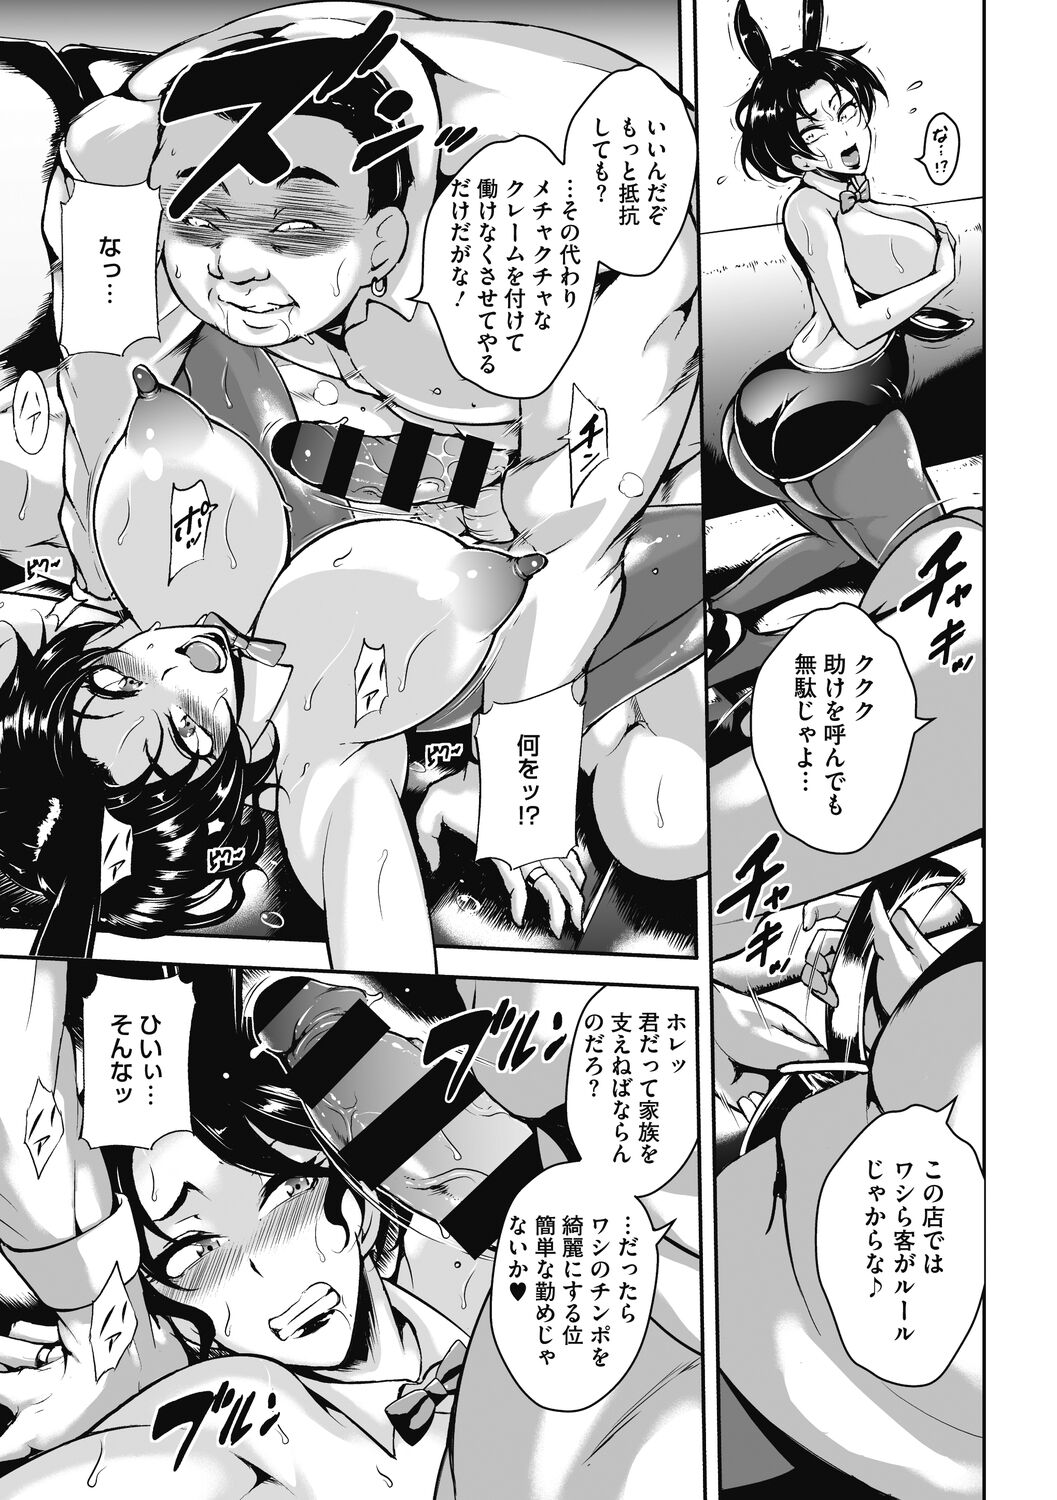 な…!?
チャキッ
ククク
助けを呼んでも
無駄じゃよ…
チャキッ
この店では
ワシら客がルール
じゃからな♪
いいんだぞ
もっと抵抗
しても?
…その代わり
メチャクチャな
クレームを付けて
働けなくさせてやる
だけだがな!
ズン
なっ…
チン
ボッ
ビクッ
何をッ!?
ビクッ
ホレッ
君だって家族を
支えねばならん
のだろ?
ブルン
ひいぃ…
そんなッ
…だったら
ワシのチンポを
綺麗にする位
簡単な勤めじゃ
ないか♥
ブルン